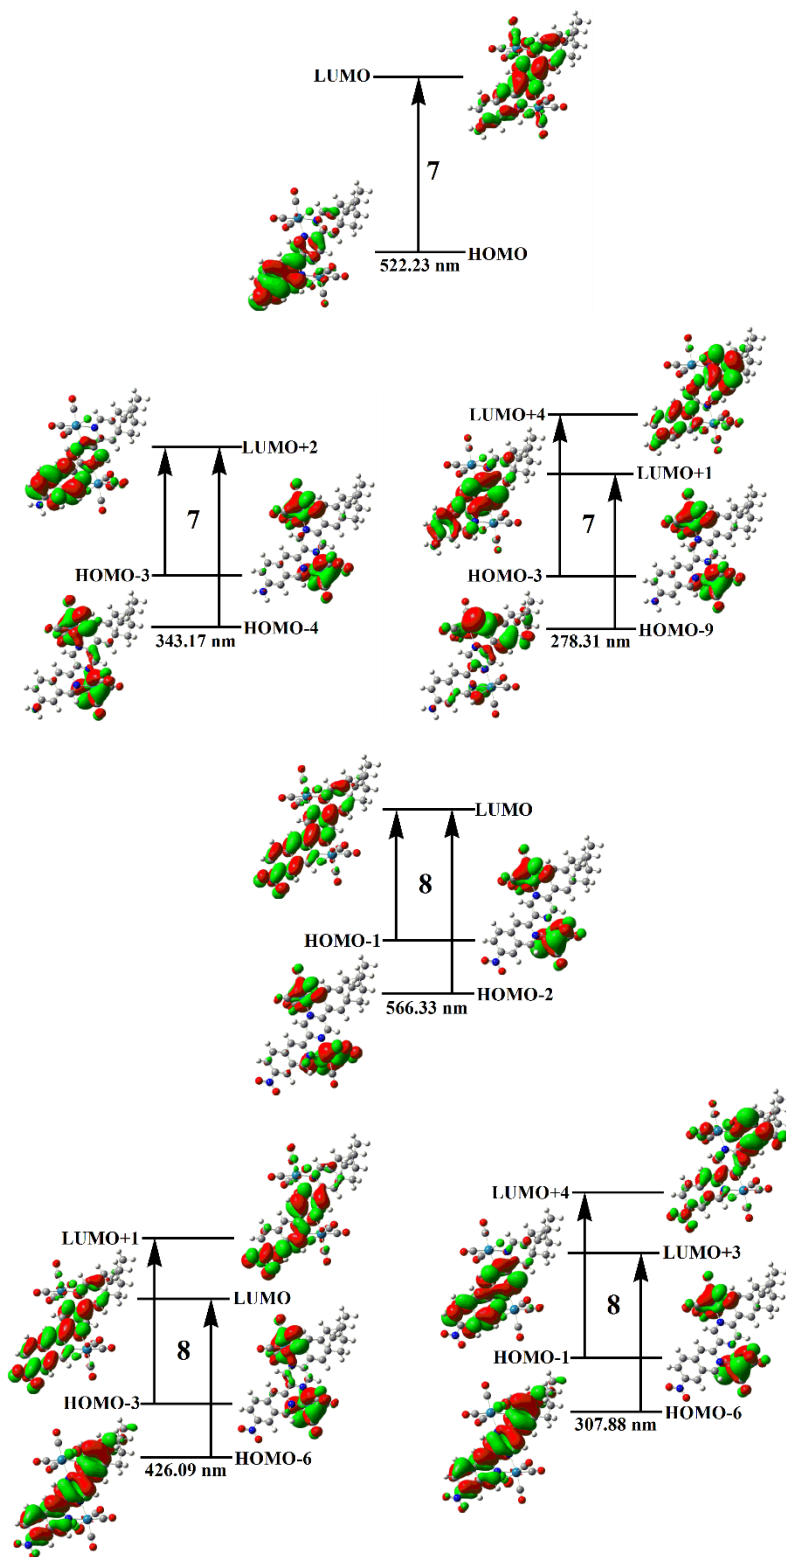 LUMO
7
HOMO
522.23 nm
LUMO+2
7
HOMO-3
HOMO-4
343.17 nm
LUMO+4
LUMO+1
7
HOMO-3
HOMO-9
278.31 nm
LUMO
8
HOMO-1
HOMO-2
566.33 nm
LUMO+1
LUMO
8
HOMO-3
HOMO-6
426.09 nm
LUMO+4
LUMO+3
8
HOMO-1
HOMO-6
307.88 nm